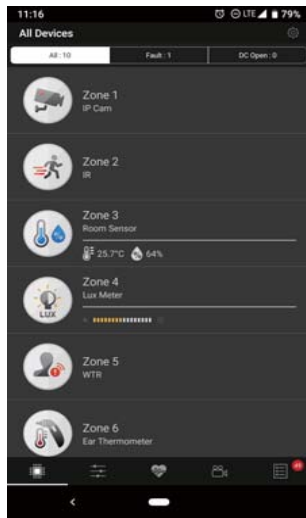 11:16
LTE 79%
All Devices
All : 10
Fault : 1
DC Open : 0
Zone 1
IP Cam
Zone 2
IR
Zone 3
Room Sensor
25.7°C 64%
Zone 4
Lux Meter
LUX
Zone 5
WTR
Zone 6
Ear Thermometer